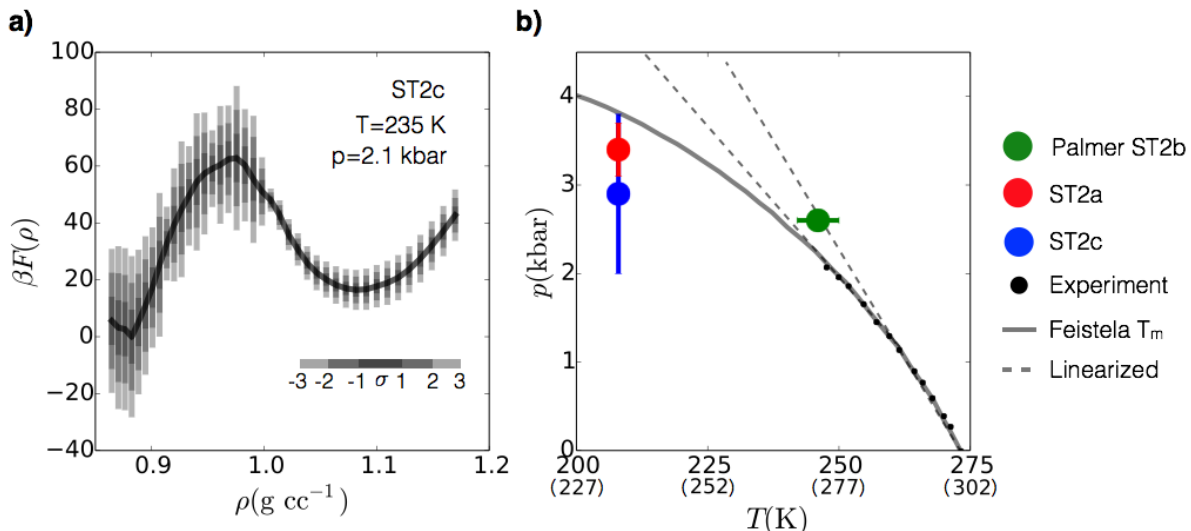 a)
100
80
60
40
20
0
-20
-40
βF(ρ)
0.9 1.0 1.1 1.2
ρ(g cc⁻¹)
ST2c
T=235 K
p=2.1 kbar
-3 -2 -1 σ 1 2 3
b)
4
3
2
1
0
p(kbar)
200 225 250 275
(227) (252) (277) (302)
T(K)
Palmer ST2b
ST2a
ST2c
Experiment
Feistela Tₘ
Linearized